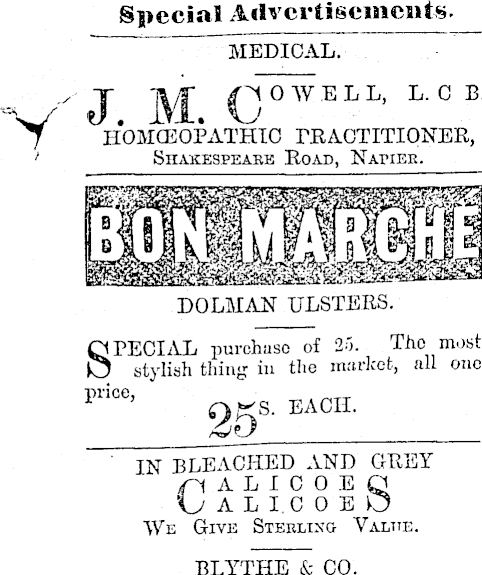 Special Advertisements.
MEDICAL.
J. M. COWELL, L. C B
HOMŒOPATHIC PRACTITIONER,
SHAKESPEARE ROAD, NAPIER.
BON MARCHE
DOLMAN ULSTERS.
SPECIAL purchase of 25. The most
stylish thing in the market, all one
price,
25S. EACH.
IN BLEACHED AND GREY
CALICOES
CALICOES
WE GIVE STERLING VALUE.
BLYTHE & CO.